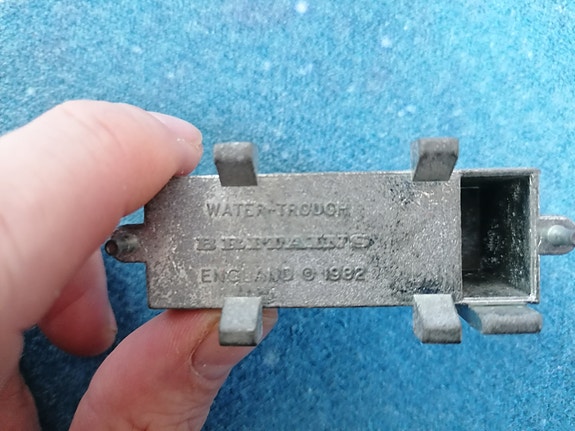 WATER-TROUGH
BRITAINS
ENGLAND © 1982